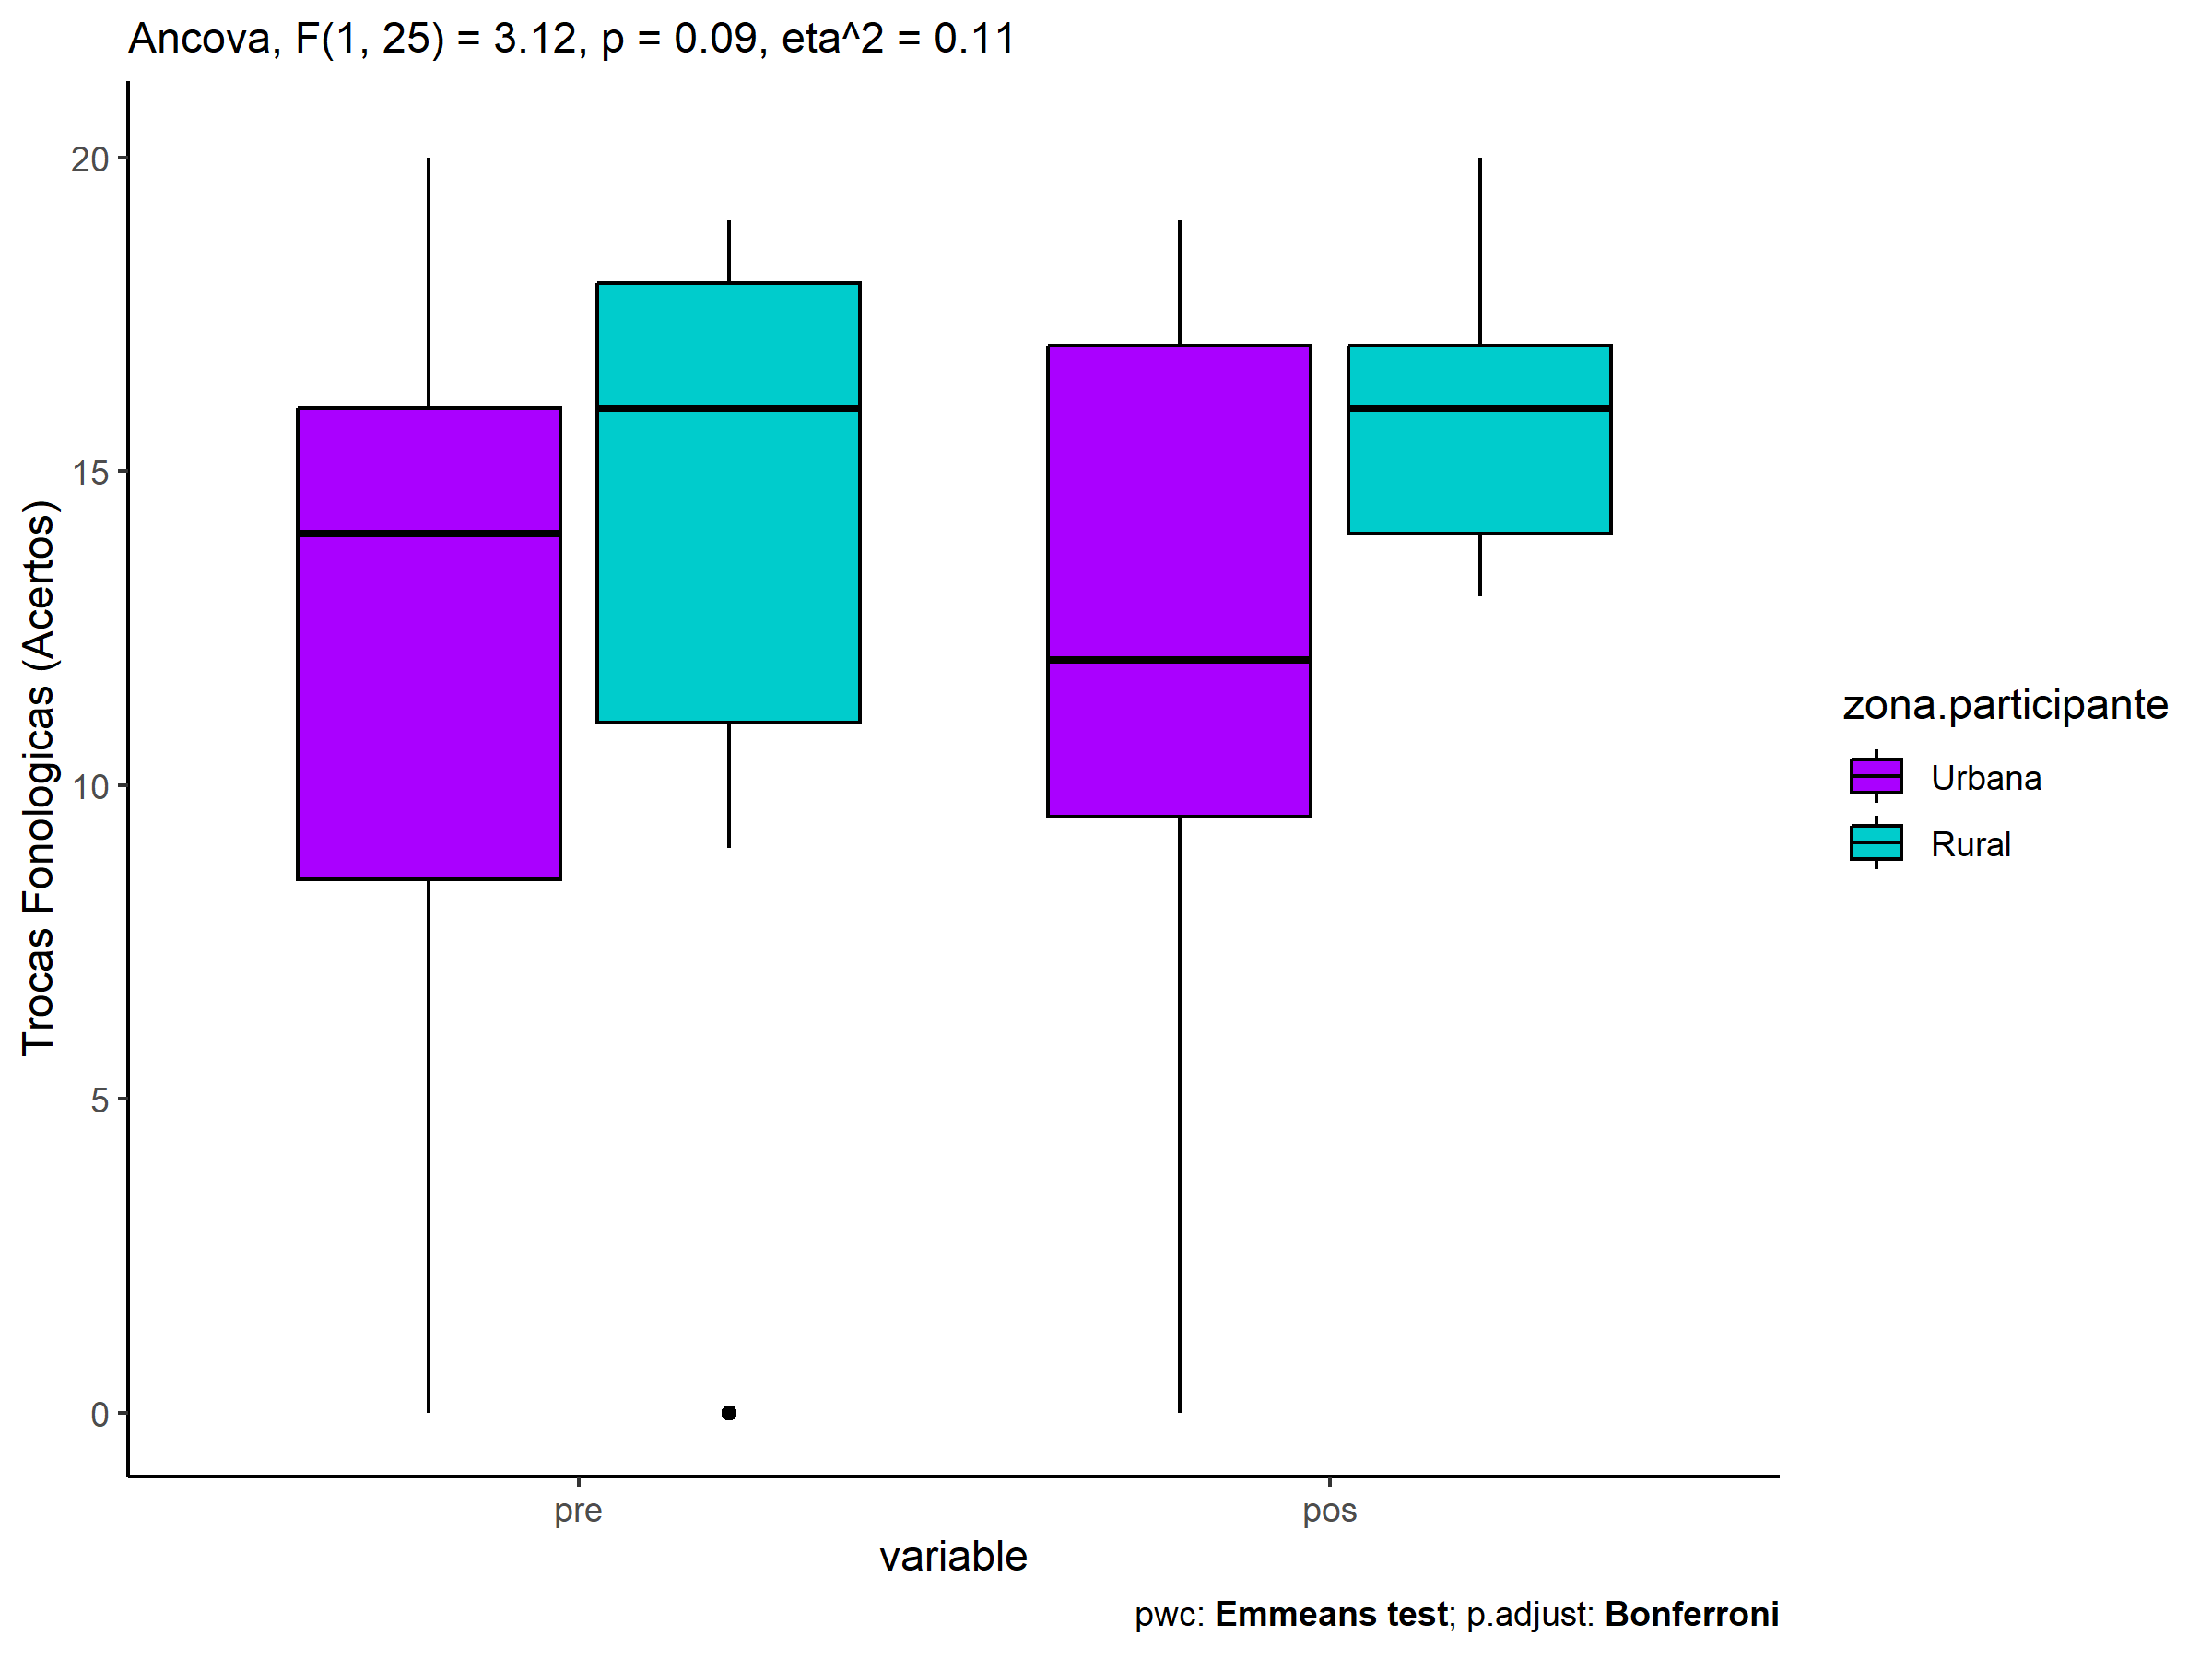 Ancova, F(1, 25) = 3.12, p = 0.09, eta^2 = 0.11
Trocas Fonologicas (Acertos)
20
15
10
5
0
pre
pos
variable
zona.participante
Urbana
Rural
pwc: Emmeans test; p.adjust: Bonferroni